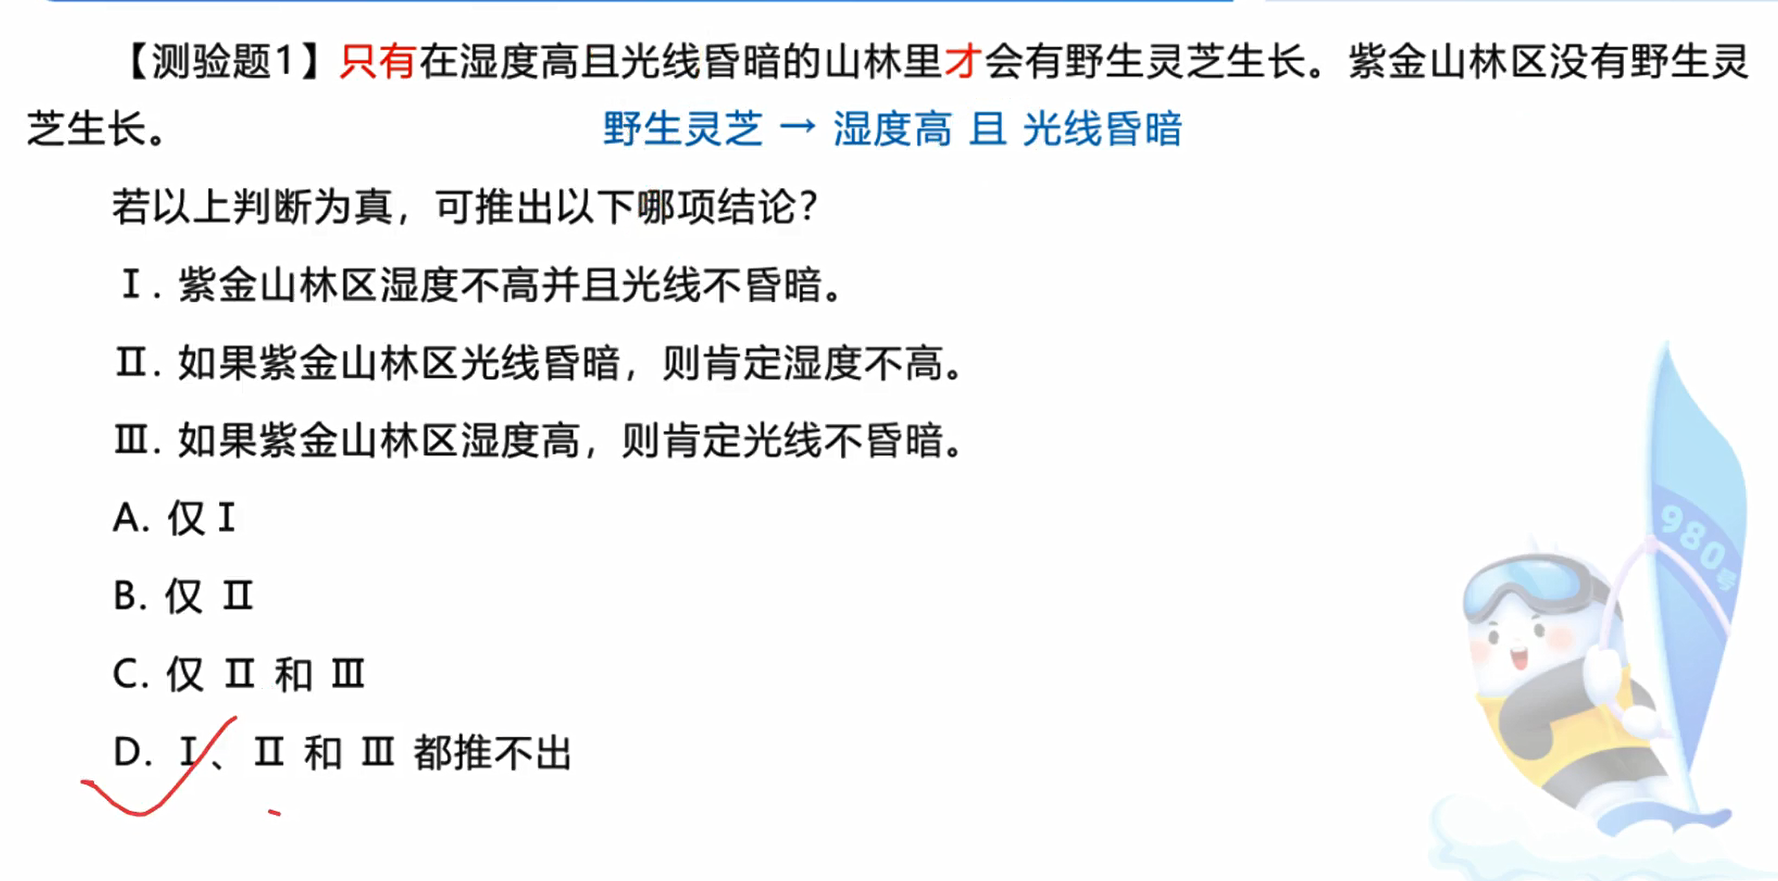 【测验题1】只有在湿度高且光线昏暗的山林里才会有野生灵芝生长。紫金山林区没有野生灵
芝生长。
野生灵芝 → 湿度高 且 光线昏暗
若以上判断为真，可推出以下哪项结论？
Ⅰ. 紫金山林区湿度不高并且光线不昏暗。
Ⅱ. 如果紫金山林区光线昏暗，则肯定湿度不高。
Ⅲ. 如果紫金山林区湿度高，则肯定光线不昏暗。
A. 仅 Ⅰ
B. 仅 Ⅱ
C. 仅 Ⅱ 和 Ⅲ
D. Ⅰ、Ⅱ 和 Ⅲ 都推不出
980号